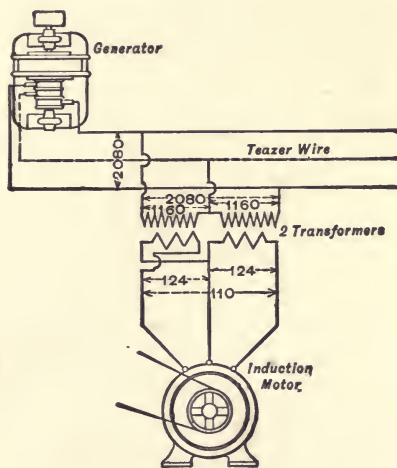 Generator
Teazer Wire
2080
2080
1160
1160
2 Transformers
124
124
110
Induction
Motor